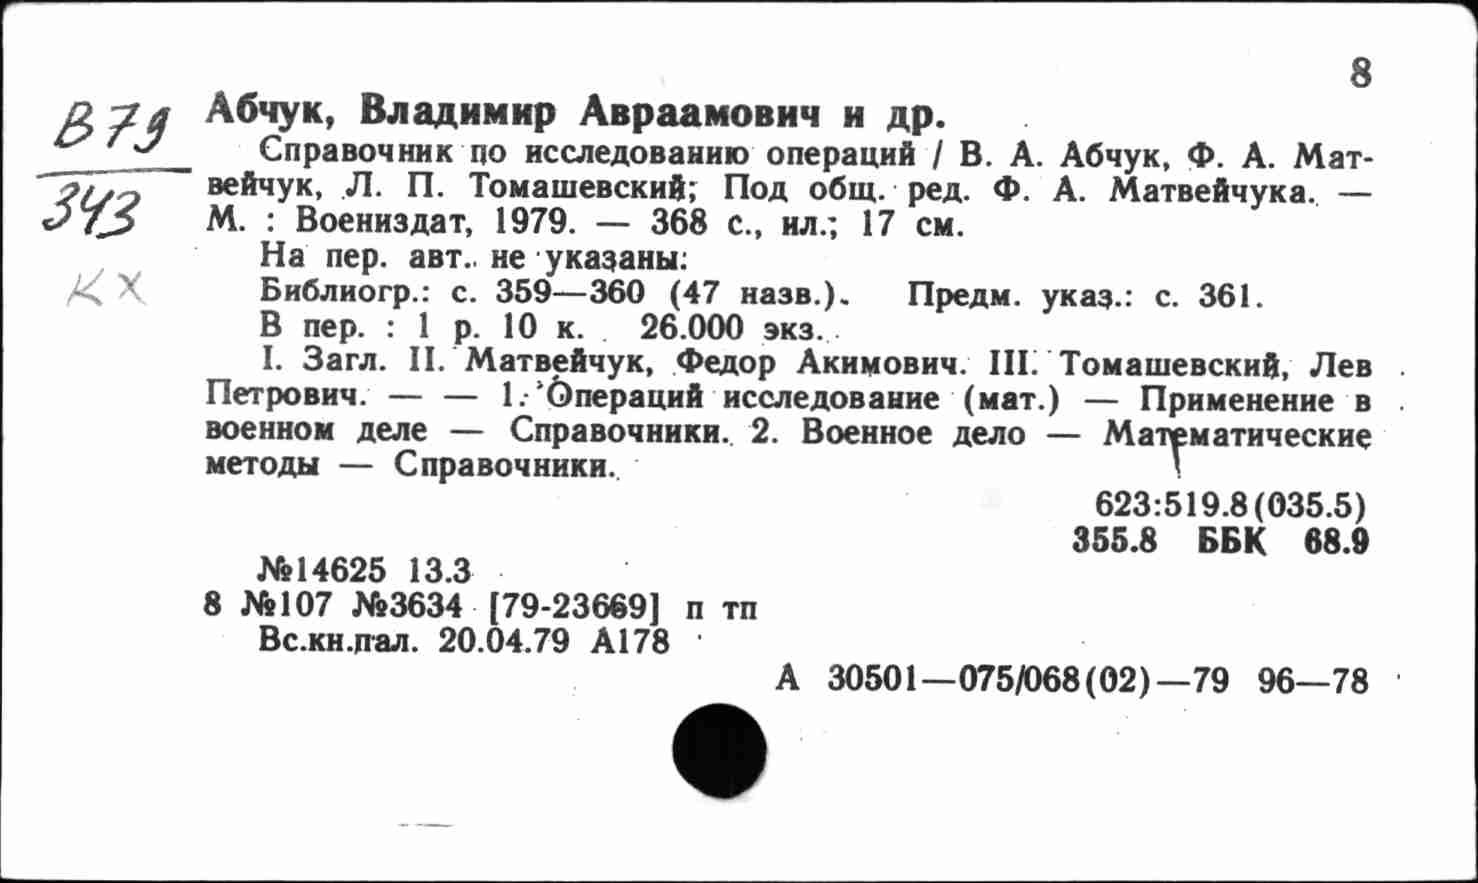 8
В79
343
КХ
Абчук, Владимир Авраамович и др.
Справочник по исследованию операций / В. А. Абчук, Ф. А. Мат-
вейчук, Л. П. Томашевский; Под общ. ред. Ф. А. Матвейчука. —
М. : Воениздат, 1979. — 368 с., ил.; 17 см.
На пер. авт. не указаны.
Библиогр.: с. 359—360 (47 назв.). Предм. указ.: с. 361.
В пер. : 1 р. 10 к. 26.000 экз.
I. Загл. II. Матвейчук, Федор Акимович. III. Томашевский, Лев
Петрович. — — 1. Операций исследование (мат.) — Применение в
военном деле — Справочники. 2. Военное дело — Математические
методы — Справочники.
623:519.8(035.5)
355.8 ББК 68.9
№14625 13.3
8 №107 №3634 [79-23669] п тп
Вс.кн.пал. 20.04.79 А178
А 30501—075/068(02)—79 96—78